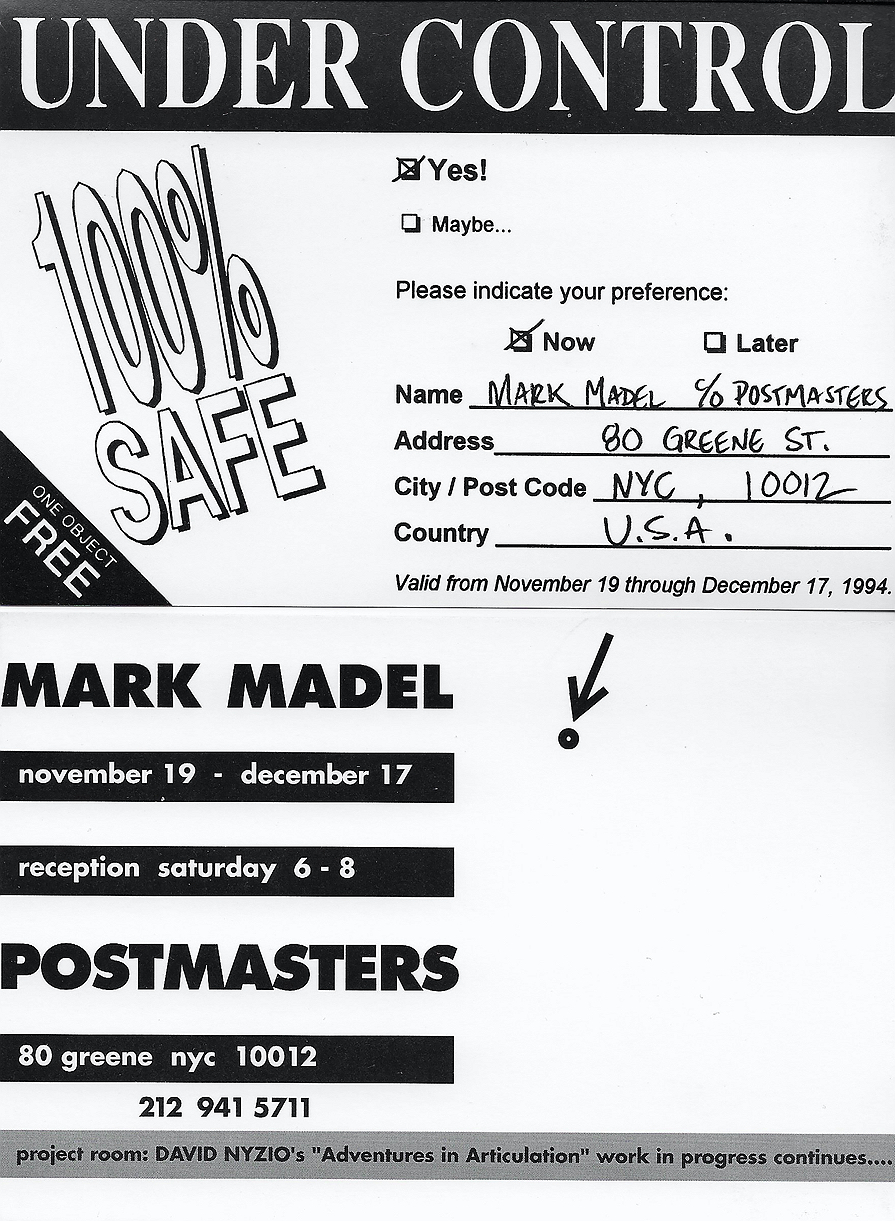 UNDER CONTROL
100%
SAFE
ONE OBJECT
FREE
Yes!
Maybe...
Please indicate your preference:
Now Later
Name MARK MADEL c/o POSTMASTERS
Address 80 GREENE ST.
City / Post Code NYC, 10012
Country U.S.A.
Valid from November 19 through December 17, 1994.
MARK MADEL
november 19 - december 17
reception saturday 6 - 8
POSTMASTERS
80 greene nyc 10012
212 941 5711
project room: DAVID NYZIO's "Adventures in Articulation" work in progress continues....